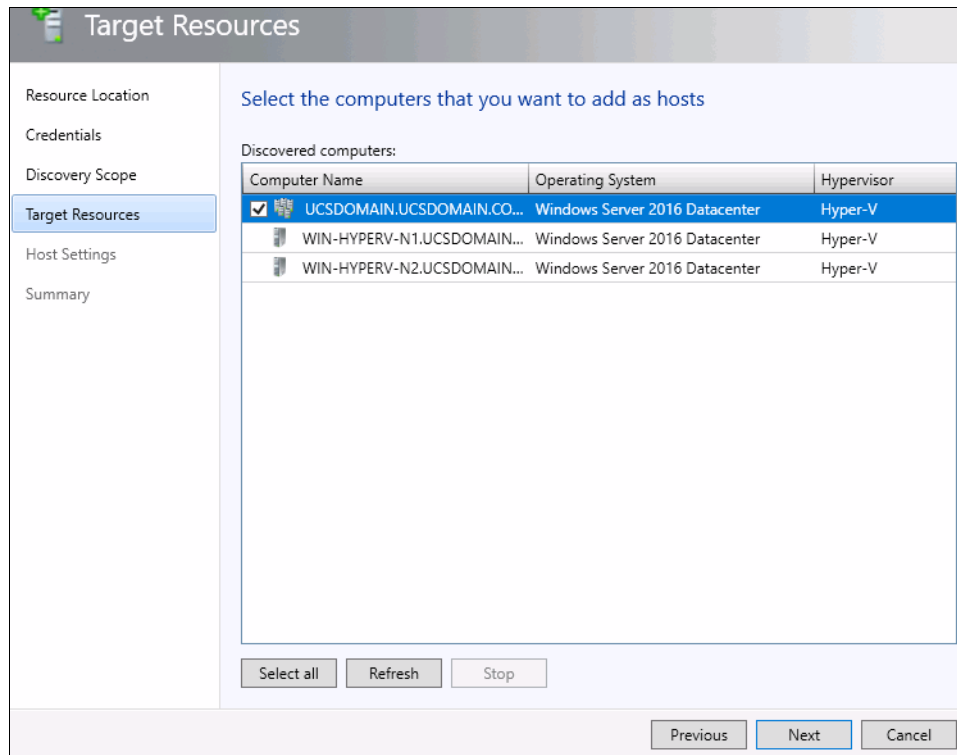 Target Resources
Resource Location
Credentials
Discovery Scope
Target Resources
Host Settings
Summary
Select the computers that you want to add as hosts
Discovered computers:
Computer Name Operating System Hypervisor
UCSDOMAIN.UCSDOMAIN.CO... Windows Server 2016 Datacenter Hyper-V
WIN-HYPERV-N1.UCSDOMAIN... Windows Server 2016 Datacenter Hyper-V
WIN-HYPERV-N2.UCSDOMAIN... Windows Server 2016 Datacenter Hyper-V
Select all Refresh Stop
Previous Next Cancel